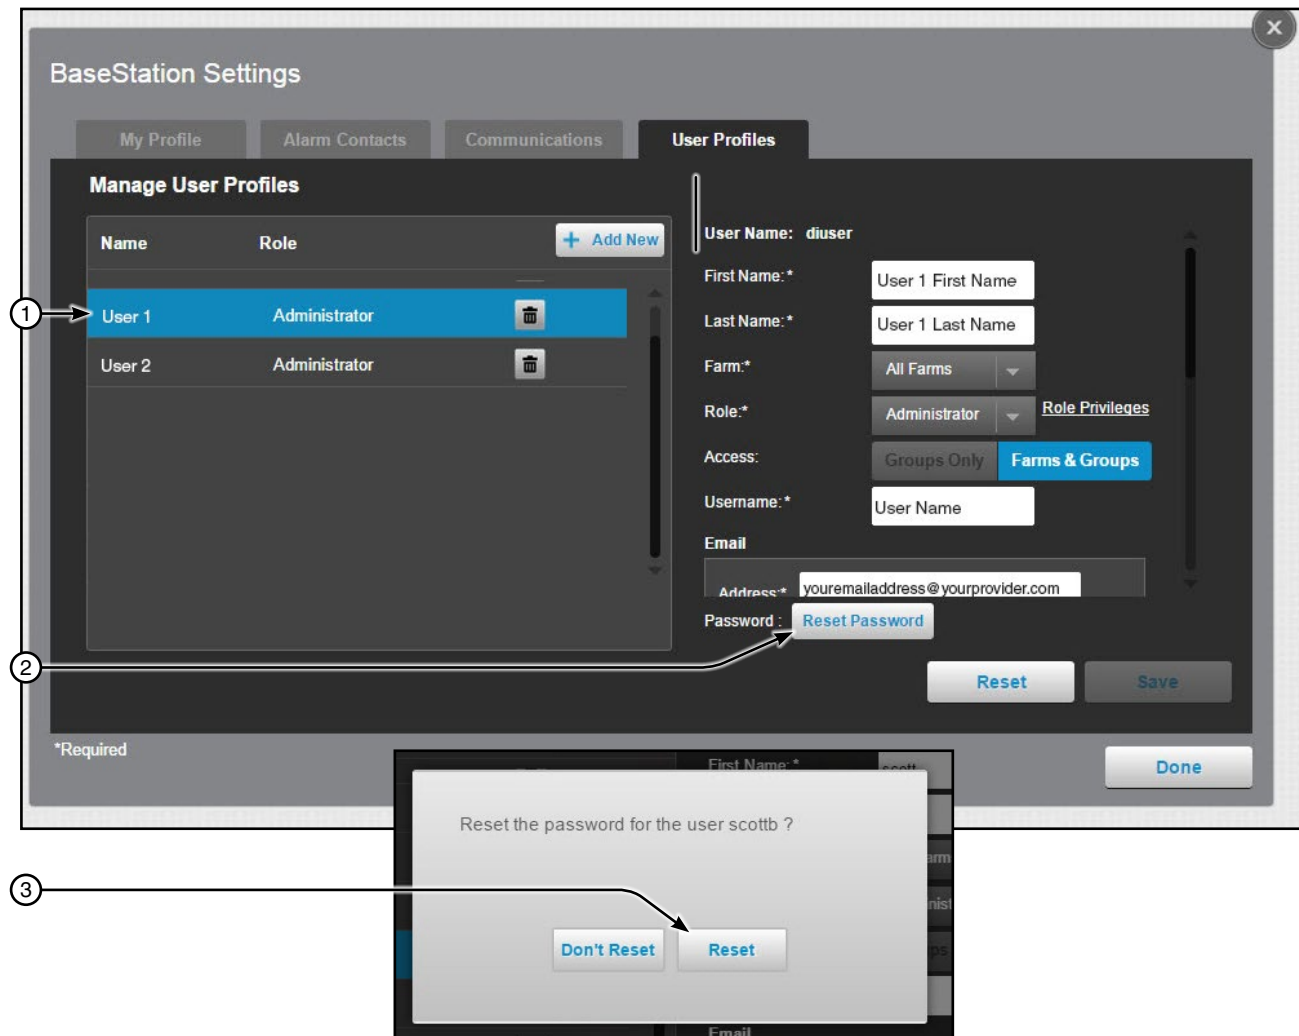 X
BaseStation Settings
My Profile
Alarm Contacts
Communications
User Profiles
Manage User Profiles
Name
Role
+ Add New
1
User 1
Administrator
User 2
Administrator
User Name: diuser
First Name:*
User 1 First Name
Last Name:*
User 1 Last Name
Farm:*
All Farms
Role:*
Administrator
Role Privileges
Access:
Groups Only
Farms & Groups
Username:*
User Name
Email
Address:*
youremailaddress@yourprovider.com
Password :
Reset Password
2
Reset
Save
*Required
Done
First Name:*
Reset the password for the user scottb ?
3
Don't Reset
Reset
Email